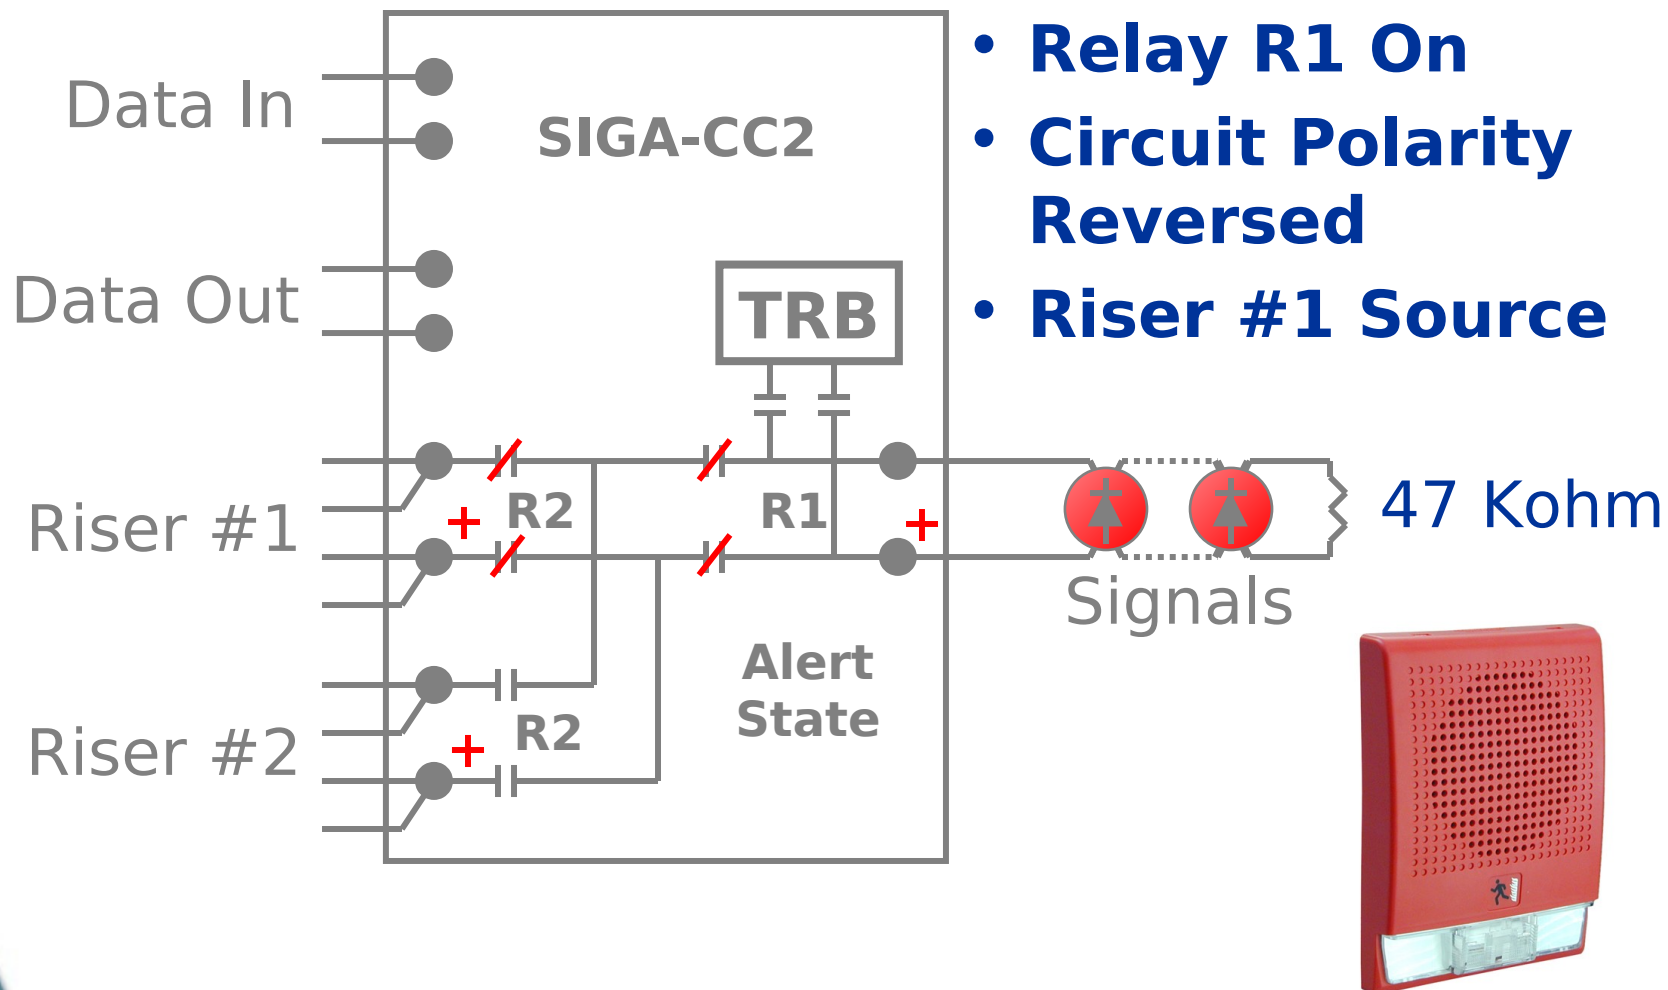 Data In
SIGA-CC2
Data Out
TRB
Riser #1
+
R2
R1
+
Riser #2
+
R2
Alert
State
• Relay R1 On
• Circuit Polarity
Reversed
• Riser #1 Source
47 Kohm
Signals